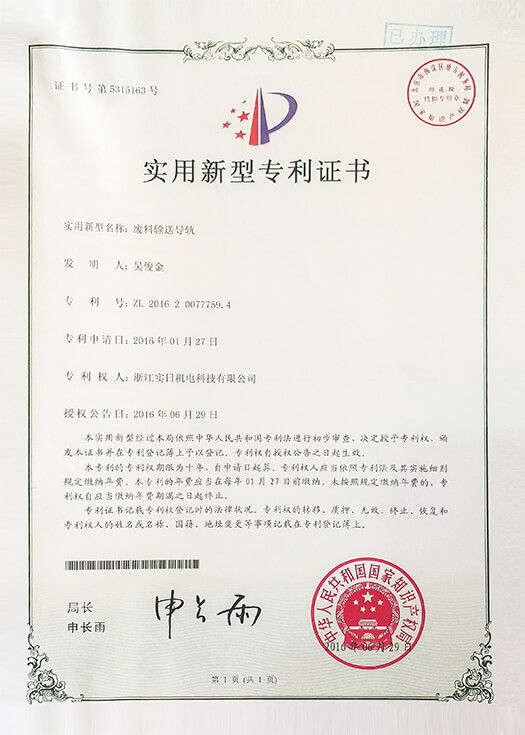 已办理
证书号第5315163号
印花税
代扣专用章
实用新型专利证书
实用新型名称：废料输送导轨
发明人：吴俊金
专利号：ZL 2016 2 0077759.4
专利申请日：2016年01月27日
专利权人：浙江实日机电科技有限公司
授权公告日：2016年06月29日
本实用新型经过本局依照中华人民共和国专利法进行初步审查，决定授予专利权，颁
发本证书并在专利登记簿上予以登记。专利权自授权公告之日起生效。
本专利的专利权期限为十年，自申请日起算。专利权人应当依照专利法及其实施细则
规定缴纳年费。本专利的年费应当在每年01月27日前缴纳。未按照规定缴纳年费的，专
利权自应当缴纳年费期满之日起终止。
专利证书记载专利权登记时的法律状况。专利权的转移、质押、无效、终止、恢复和
专利权人的姓名或名称、国籍、地址变更等事项记载在专利登记簿上。
局长
申长雨
申长雨
中华人民共和国国家知识产权局
2016年06月29日
第1页(共1页)